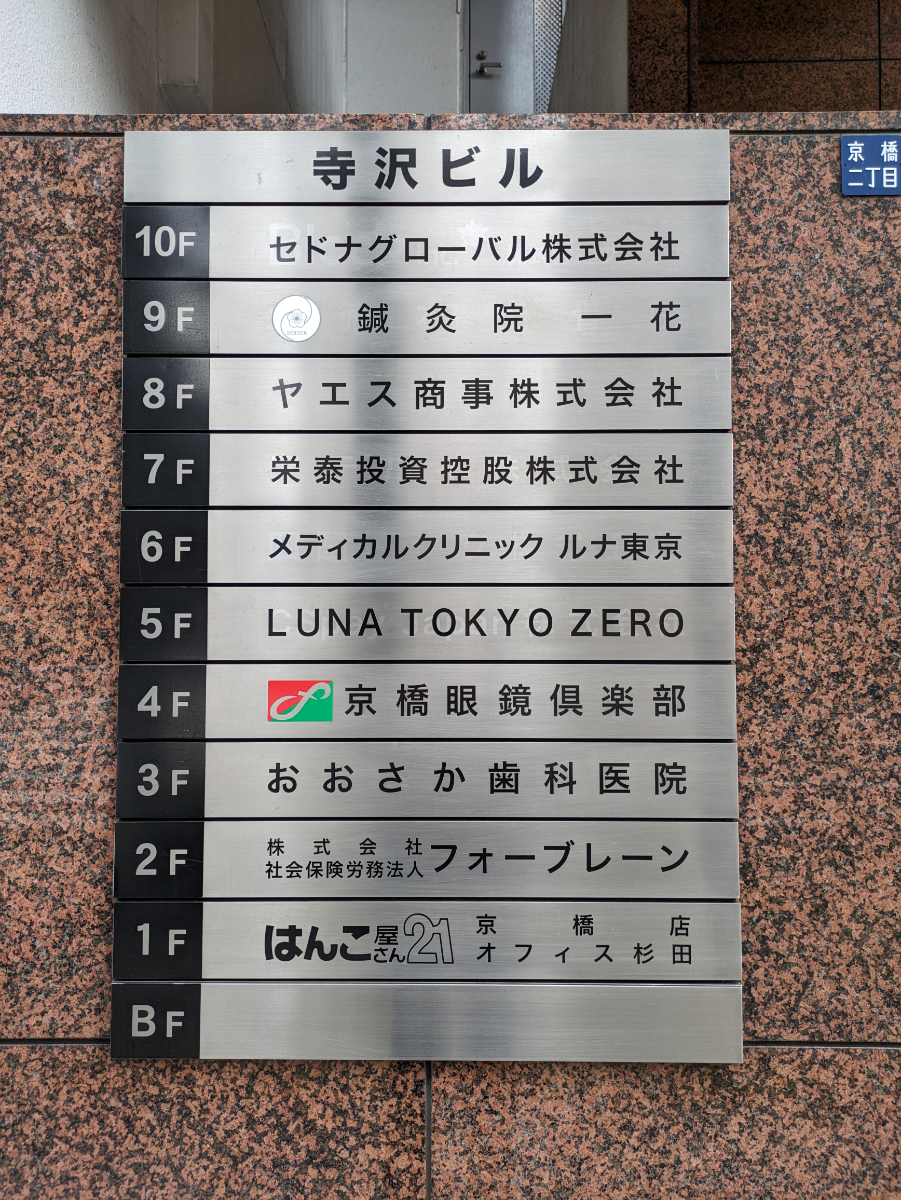 寺沢ビル
京橋
二丁目
10F セドナグローバル株式会社
9F 鍼灸院 一花
8F ヤエス商事株式会社
7F 栄泰投資控股株式会社
6F メディカルクリニック ルナ東京
5F LUNA TOKYO ZERO
4F 京橋眼鏡倶楽部
3F おおさか歯科医院
2F 株式会社 社会保険労務法人 フォーブレーン
1F はんこ屋さん21 京橋店 オフィス杉田
BF